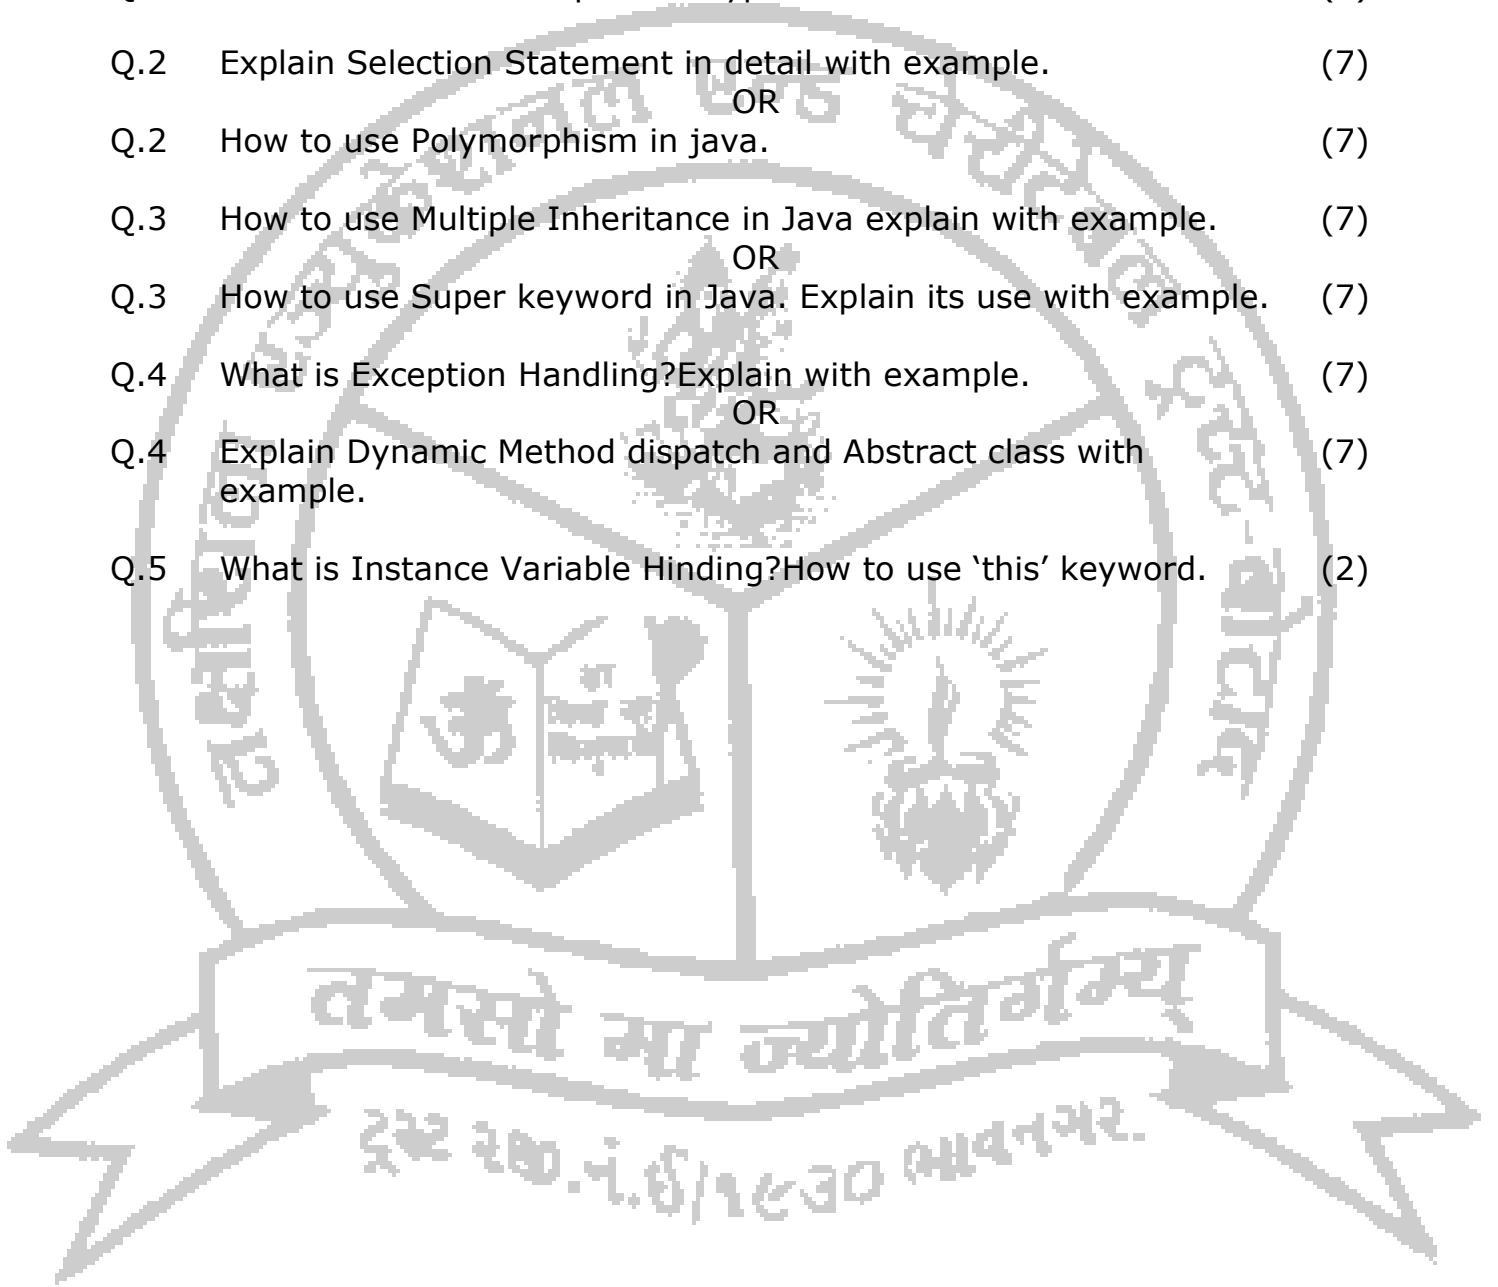 Q.2 Explain Selection Statement in detail with example. (7)
OR
Q.2 How to use Polymorphism in java. (7)
Q.3 How to use Multiple Inheritance in Java explain with example. (7)
OR
Q.3 How to use Super keyword in Java. Explain its use with example. (7)
Q.4 What is Exception Handling?Explain with example. (7)
OR
Q.4 Explain Dynamic Method dispatch and Abstract class with (7)
example.
Q.5 What is Instance Variable Hinding?How to use ‘this’ keyword. (2)
ॐ
तमसो मा ज्योतिर्गम्य
ટ્રસ્ટ રજી.નં.ઈ/૧૯૩૦ ભાવનગર.